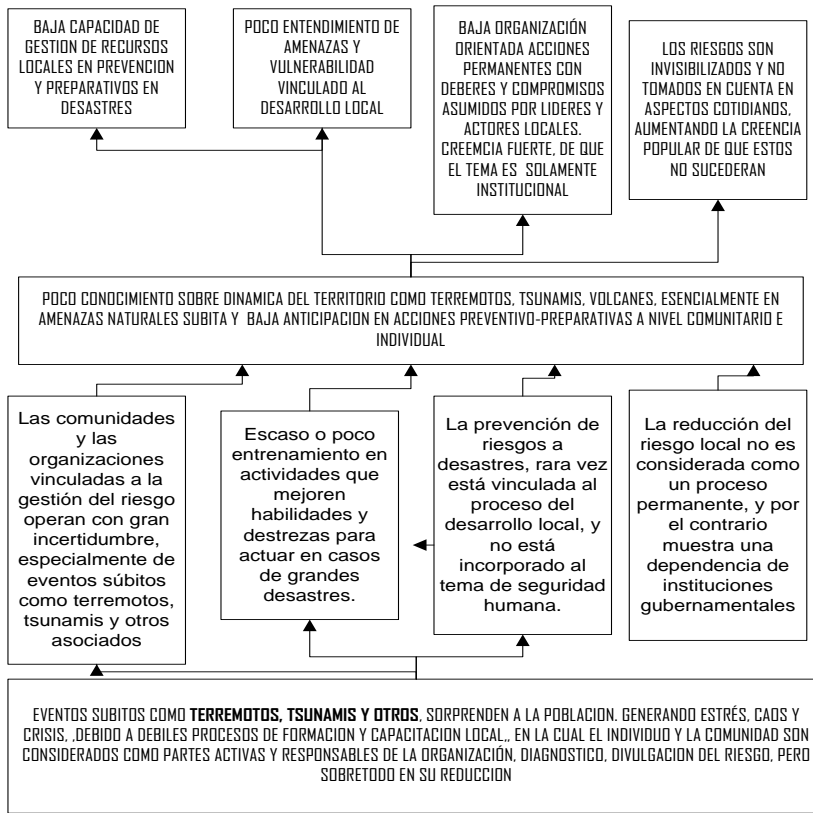 BAJA CAPACIDAD DE
GESTION DE RECURSOS
LOCALES EN PREVENCION
Y PREPARATIVOS EN
DESASTRES
POCO ENTENDIMIENTO DE
AMENAZAS Y
VULNERABILIDAD
VINCULADO AL
DESARROLLO LOCAL
BAJA ORGANIZACIÓN
ORIENTADA ACCIONES
PERMANENTES CON
DEBERES Y COMPROMISOS
ASUMIDOS POR LIDERES Y
ACTORES LOCALES.
CREEMCIA FUERTE, DE QUE
EL TEMA ES SOLAMENTE
INSTITUCIONAL
LOS RIESGOS SON
INVISIBILIZADOS Y NO
TOMADOS EN CUENTA EN
ASPECTOS COTIDIANOS,
AUMENTANDO LA CREENCIA
POPULAR DE QUE ESTOS
NO SUCEDERAN
POCO CONOCIMIENTO SOBRE DINAMICA DEL TERRITORIO COMO TERREMOTOS, TSUNAMIS, VOLCANES, ESENCIALMENTE EN
AMENAZAS NATURALES SUBITA Y BAJA ANTICIPACION EN ACCIONES PREVENTIVO-PREPARATIVAS A NIVEL COMUNITARIO E
INDIVIDUAL
Las comunidades
y las
organizaciones
vinculadas a la
gestión del riesgo
operan con gran
incertidumbre,
especialmente de
eventos súbitos
como terremotos,
tsunamis y otros
asociados
Escaso o poco
entrenamiento en
actividades que
mejoren
habilidades y
destrezas para
actuar en casos
de grandes
desastres.
La prevención de
riesgos a
desastres, rara vez
está vinculada al
proceso del
desarrollo local, y
no está
incorporado al
tema de seguridad
humana.
La reducción del
riesgo local no es
considerada como
un proceso
permanente, y por
el contrario
muestra una
dependencia de
instituciones
gubernamentales
EVENTOS SUBITOS COMO TERREMOTOS, TSUNAMIS Y OTROS, SORPRENDEN A LA POBLACION. GENERANDO ESTRÉS, CAOS Y
CRISIS, ,DEBIDO A DEBILES PROCESOS DE FORMACION Y CAPACITACION LOCAL,, EN LA CUAL EL INDIVIDUO Y LA COMUNIDAD SON
CONSIDERADOS COMO PARTES ACTIVAS Y RESPONSABLES DE LA ORGANIZACIÓN, DIAGNOSTICO, DIVULGACION DEL RIESGO, PERO
SOBRETODO EN SU REDUCCION